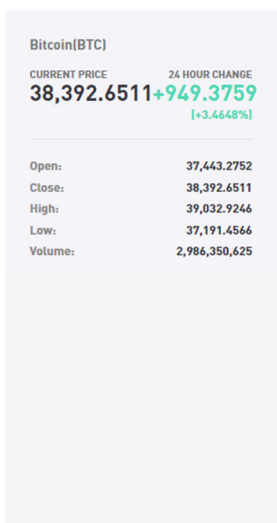 Bitcoin(BTC)
CURRENT PRICE 24 HOUR CHANGE
38,392.6511+949.3759
(+3.4648%)
Open: 37,443.2752
Close: 38,392.6511
High: 39,032.9246
Low: 37,191.4566
Volume: 2,986,350,625